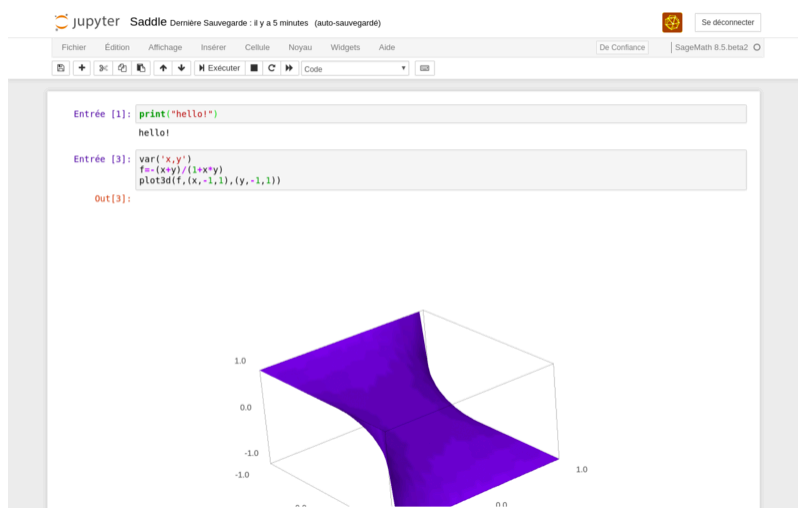 jupyter Saddle Dernière Sauvegarde : il y a 5 minutes (auto-sauvegardé) Se déconnecter
Fichier Édition Affichage Insérer Cellule Noyau Widgets Aide De Confiance SageMath 8.5.beta2
Exécuter Code
Entrée [1]: print("hello!")
hello!
Entrée [3]: var('x,y')
f=-(x+y)/(1+x*y)
plot3d(f,(x,-1,1),(y,-1,1))
Out[3]:
1.0
0.0
-1.0
-1.0
1.0
0.0
0.0